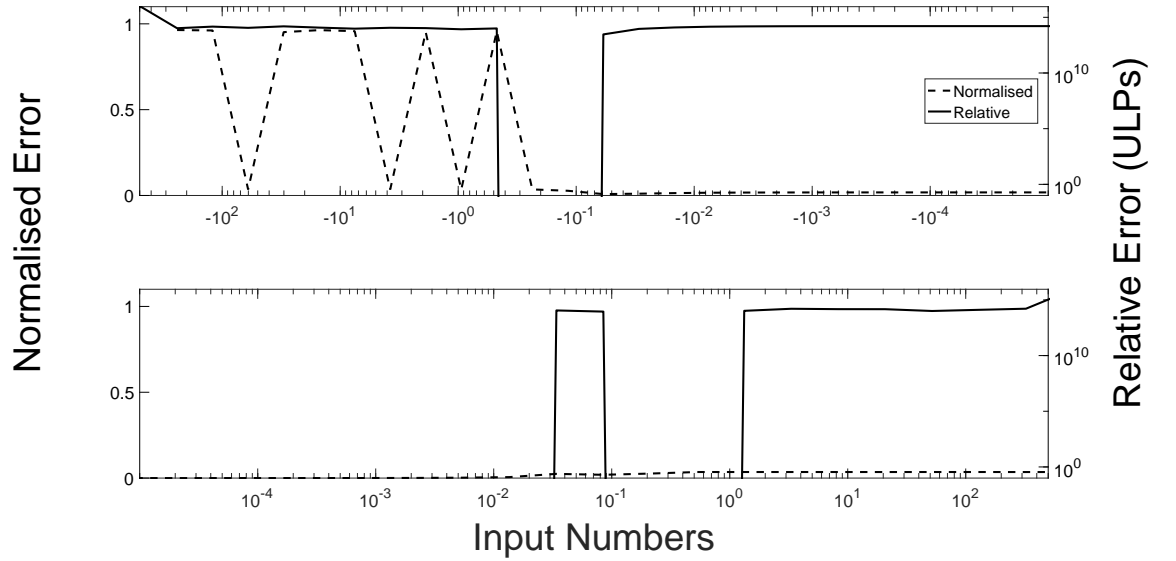 Normalised Error
1
0.5
0
10^10
10^0
Normalised
Relative
-10^2 -10^1 -10^0 -10^-1 -10^-2 -10^-3 -10^-4
Relative Error (ULPs)
1
0.5
0
10^10
10^0
10^-4 10^-3 10^-2 10^-1 10^0 10^1 10^2
Input Numbers